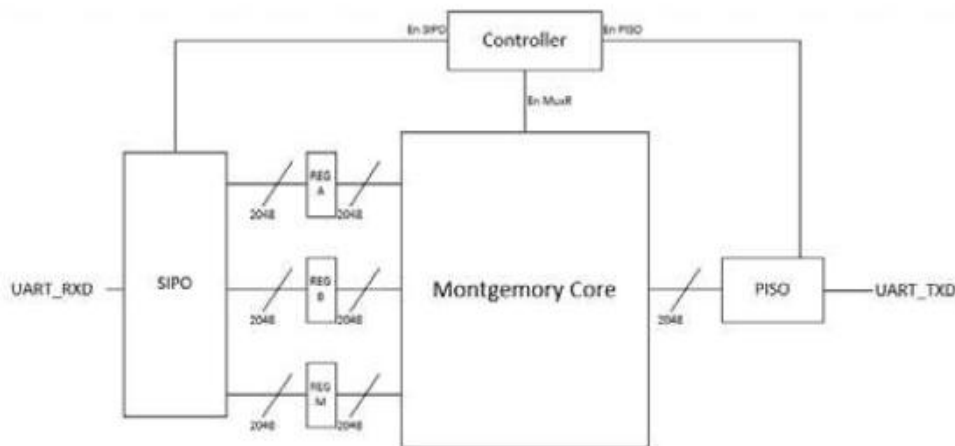 En SIPO
Controller
En PISO
En MuxR
REG
A
2048
2048
UART_RXD
SIPO
REG
B
2048
2048
Montgemory Core
2048
PISO
UART_TXD
REG
M
2048
2048